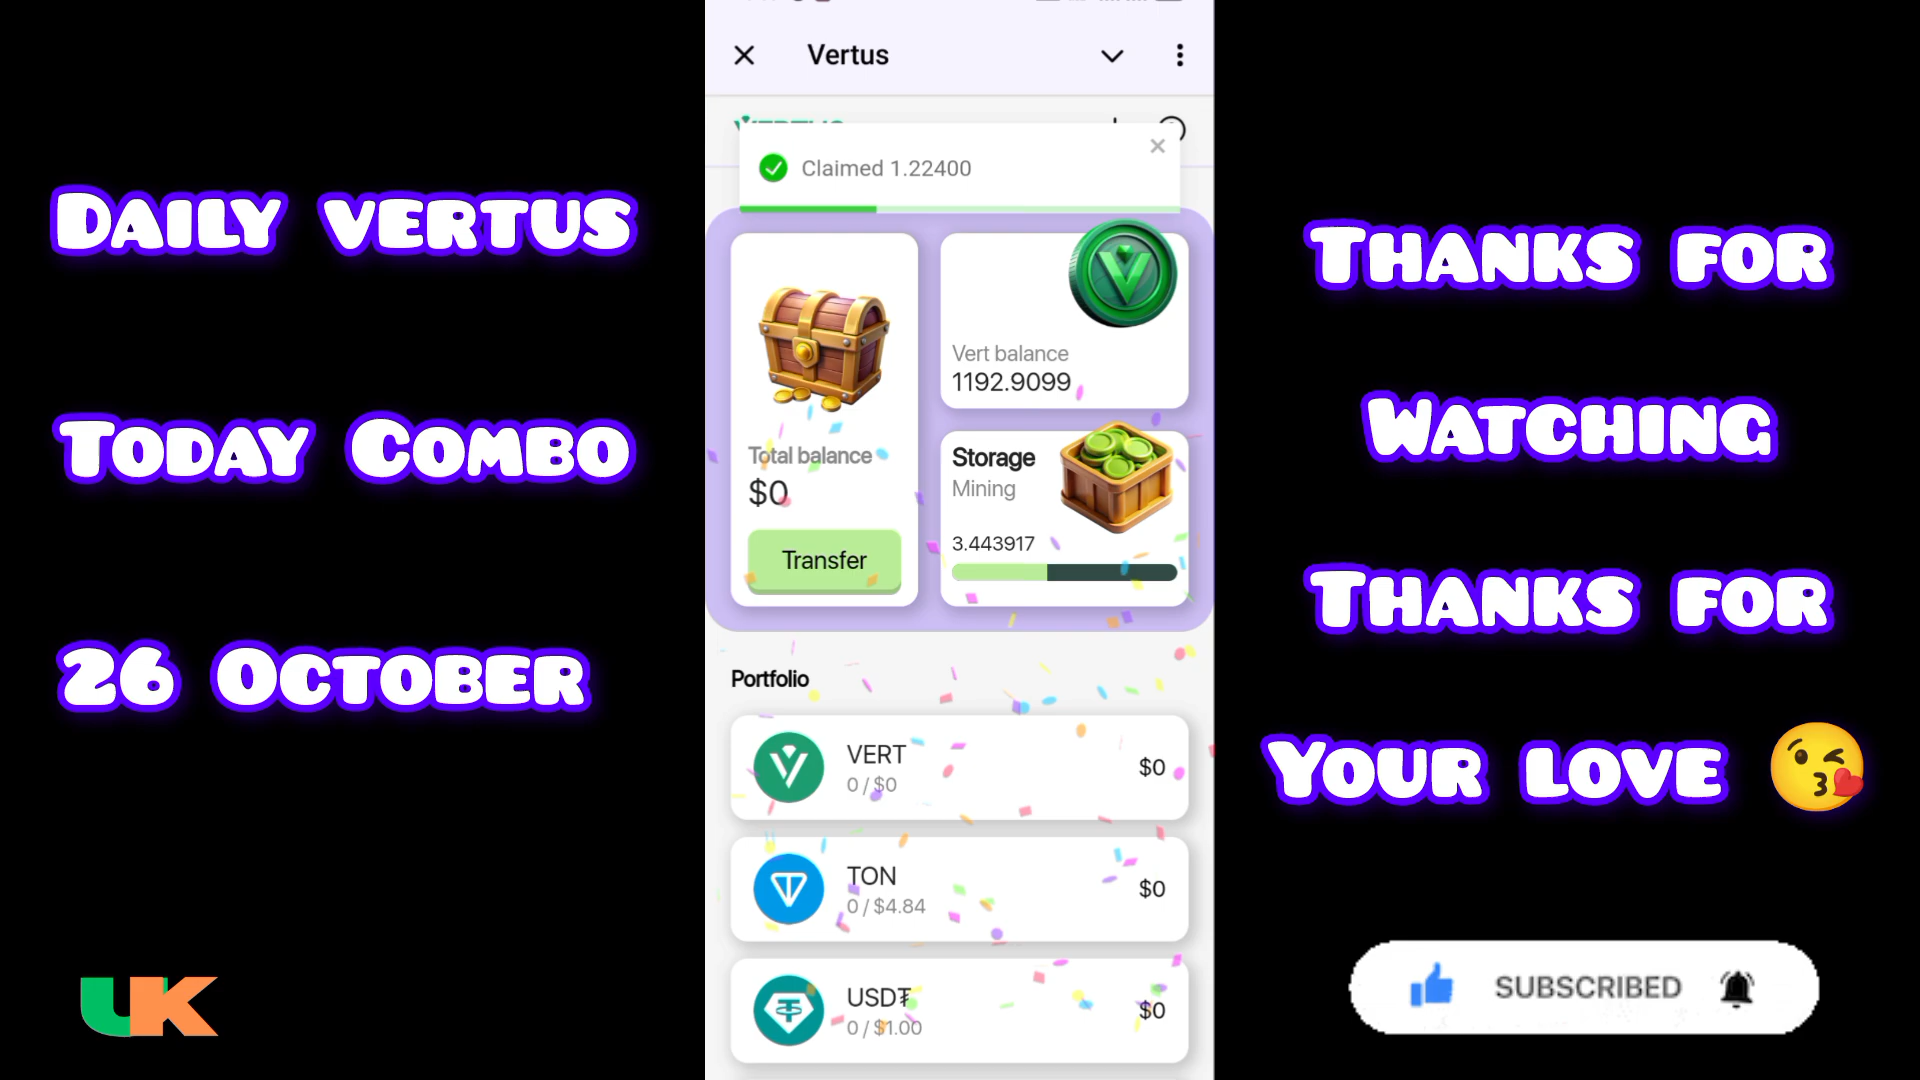 Daily vertus
Today Combo
26 October
UK
Vertus
VERTUS
Claimed 1.22400
Total balance
$0
Transfer
Vert balance
1192.9099
Storage
Mining
3.443917
Portfolio
VERT
0 / $0
$0
TON
0 / $4.84
$0
USD₮
0 / $1.00
$0
Thanks for
Watching
Thanks for
Your love 😘
SUBSCRIBED